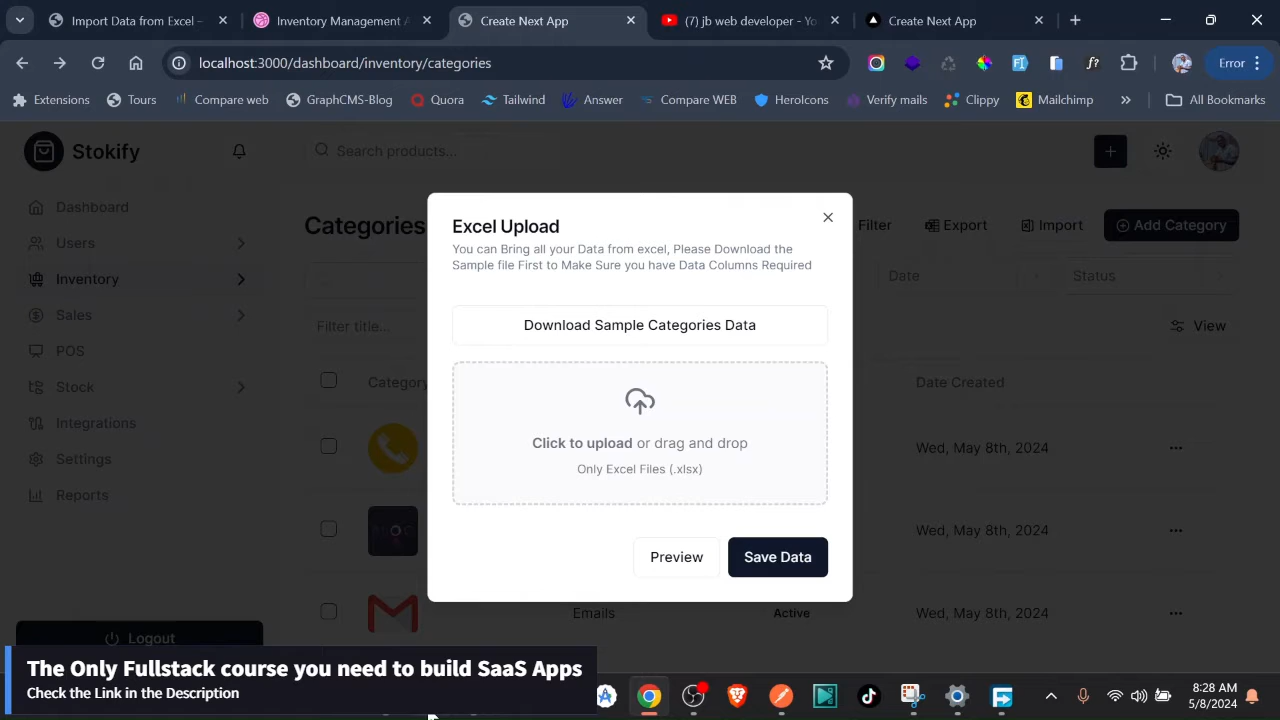 Import Data from Excel –
Inventory Management A
Create Next App
(7) jb web developer - Yo
Create Next App
localhost:3000/dashboard/inventory/categories
Error
Extensions
Tours
Compare web
GraphCMS-Blog
Quora
Tailwind
Answer
Compare WEB
HeroIcons
Verify mails
Clippy
Mailchimp
All Bookmarks
Stokify
Search products...
Dashboard
Users
Inventory
Sales
POS
Stock
Integrations
Settings
Reports
Logout
Categories
Filter
Export
Import
Add Category
Date
Status
Filter title...
View
Category
Date Created
Wed, May 8th, 2024
Wed, May 8th, 2024
Emails
Active
Wed, May 8th, 2024
Excel Upload
You can Bring all your Data from excel, Please Download the
Sample file First to Make Sure you have Data Columns Required
Download Sample Categories Data
Click to upload or drag and drop
Only Excel Files (.xlsx)
Preview
Save Data
The Only Fullstack course you need to build SaaS Apps
Check the Link in the Description
8:28 AM
5/8/2024